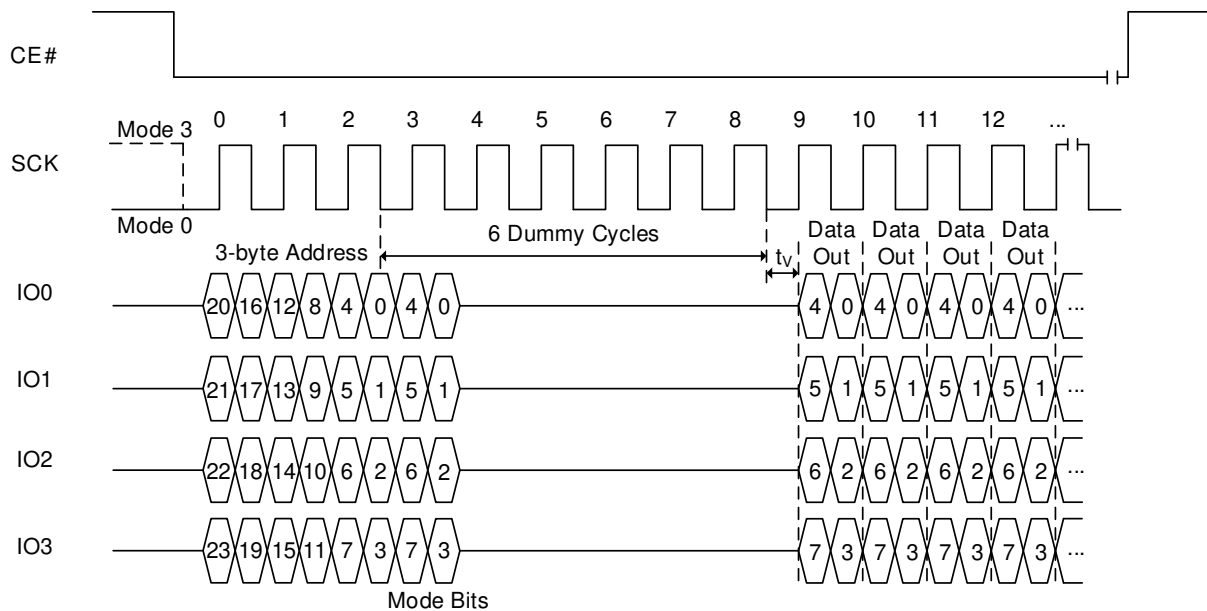 CE#
0 1 2 3 4 5 6 7 8 9 10 11 12 ...
Mode 3
SCK
Mode 0
3-byte Address
6 Dummy Cycles
tV
Data Out Data Out Data Out Data Out
IO0 20 16 12 8 4 0 4 0 4 0 4 0 4 0 4 0 ...
IO1 21 17 13 9 5 1 5 1 5 1 5 1 5 1 5 1 ...
IO2 22 18 14 10 6 2 6 2 6 2 6 2 6 2 6 2 ...
IO3 23 19 15 11 7 3 7 3 7 3 7 3 7 3 7 3 ...
Mode Bits